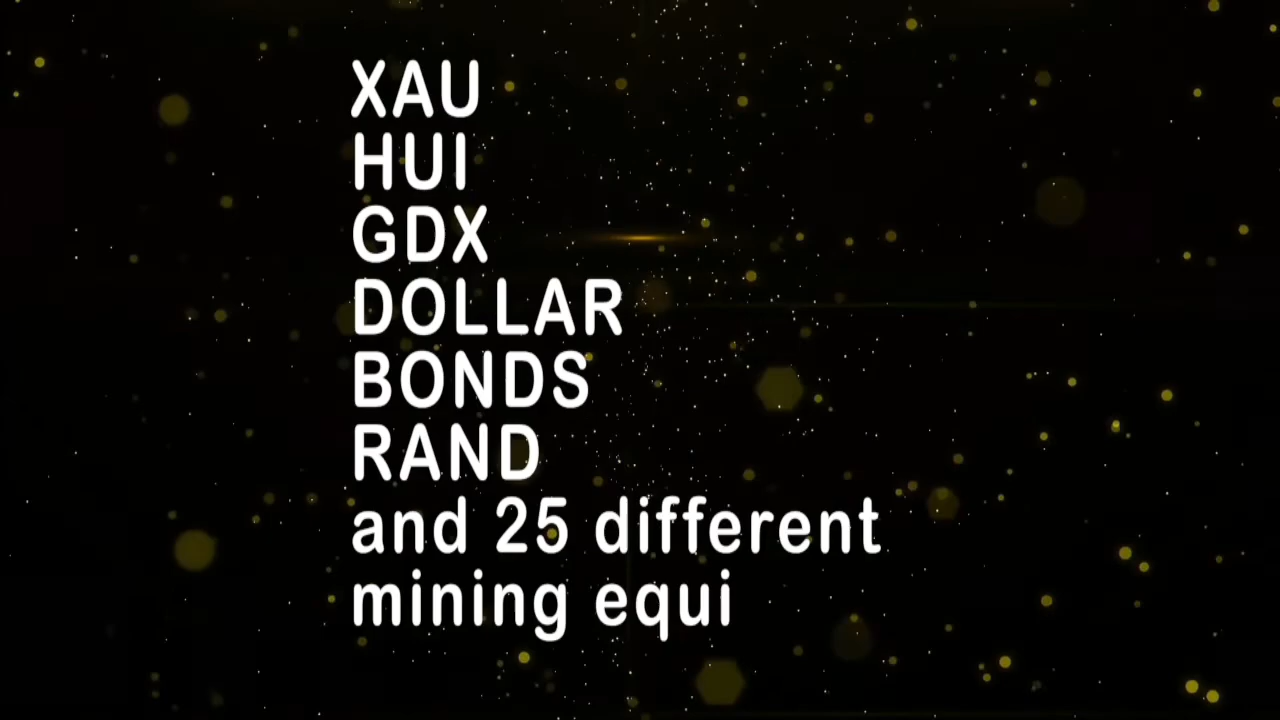 XAU
HUI
GDX
DOLLAR
BONDS
RAND
and 25 different
mining equi